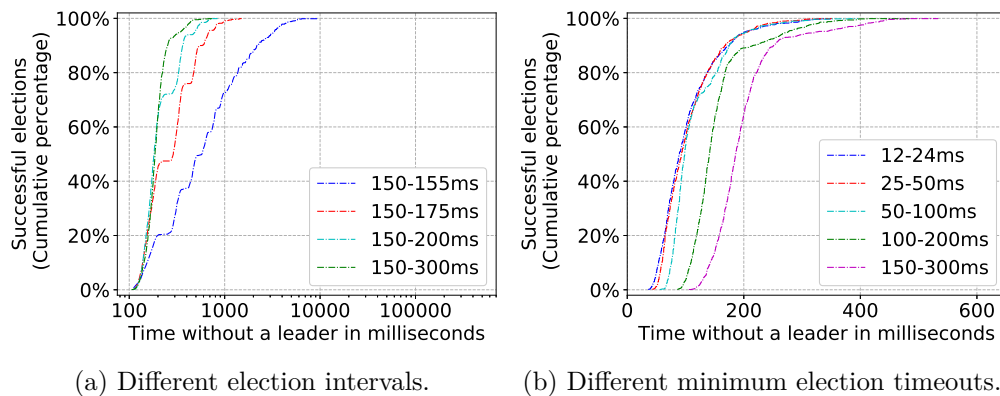 Successful elections
(Cumulative percentage)
100%
80%
60%
40%
20%
0%
150-155ms
150-175ms
150-200ms
150-300ms
100
1000
10000
100000
Time without a leader in milliseconds
(a) Different election intervals.
Successful elections
(Cumulative percentage)
100%
80%
60%
40%
20%
0%
12-24ms
25-50ms
50-100ms
100-200ms
150-300ms
0
200
400
600
Time without a leader in milliseconds
(b) Different minimum election timeouts.